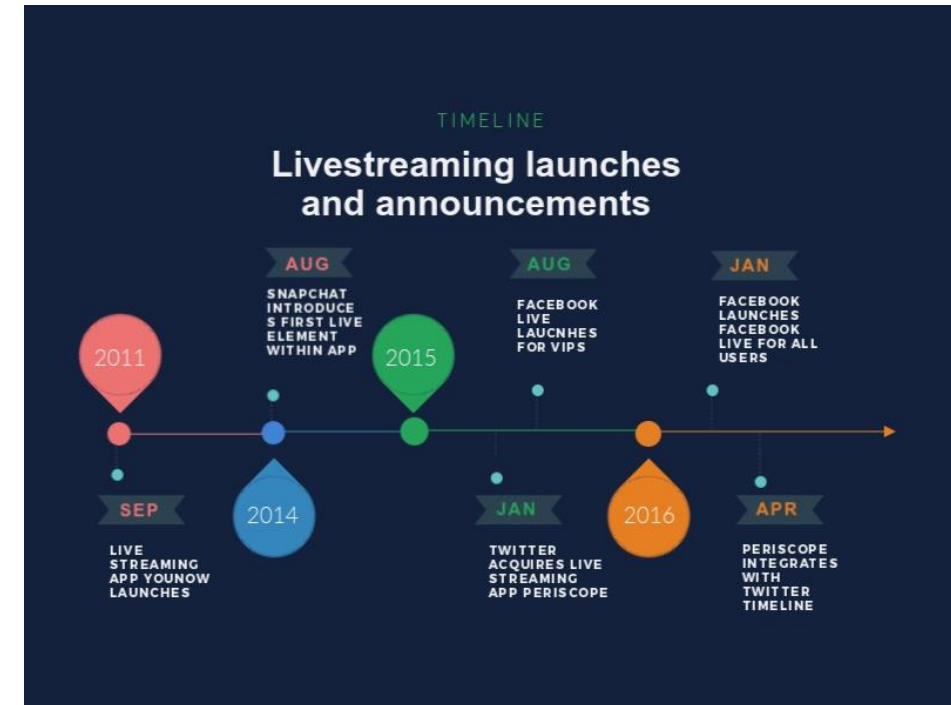 TIMELINE
Livestreaming launches
and announcements
2011
SEP
LIVE
STREAMING
APP YOUNOW
LAUNCHES
AUG
SNAPCHAT
INTRODUCE
S FIRST LIVE
ELEMENT
WITHIN APP
2014
2015
JAN
TWITTER
ACQUIRES LIVE
STREAMING
APP PERISCOPE
AUG
FACEBOOK
LIVE
LAUCNHES
FOR VIPS
2016
JAN
FACEBOOK
LAUNCHES
FACEBOOK
LIVE FOR ALL
USERS
APR
PERISCOPE
INTEGRATES
WITH
TWITTER
TIMELINE